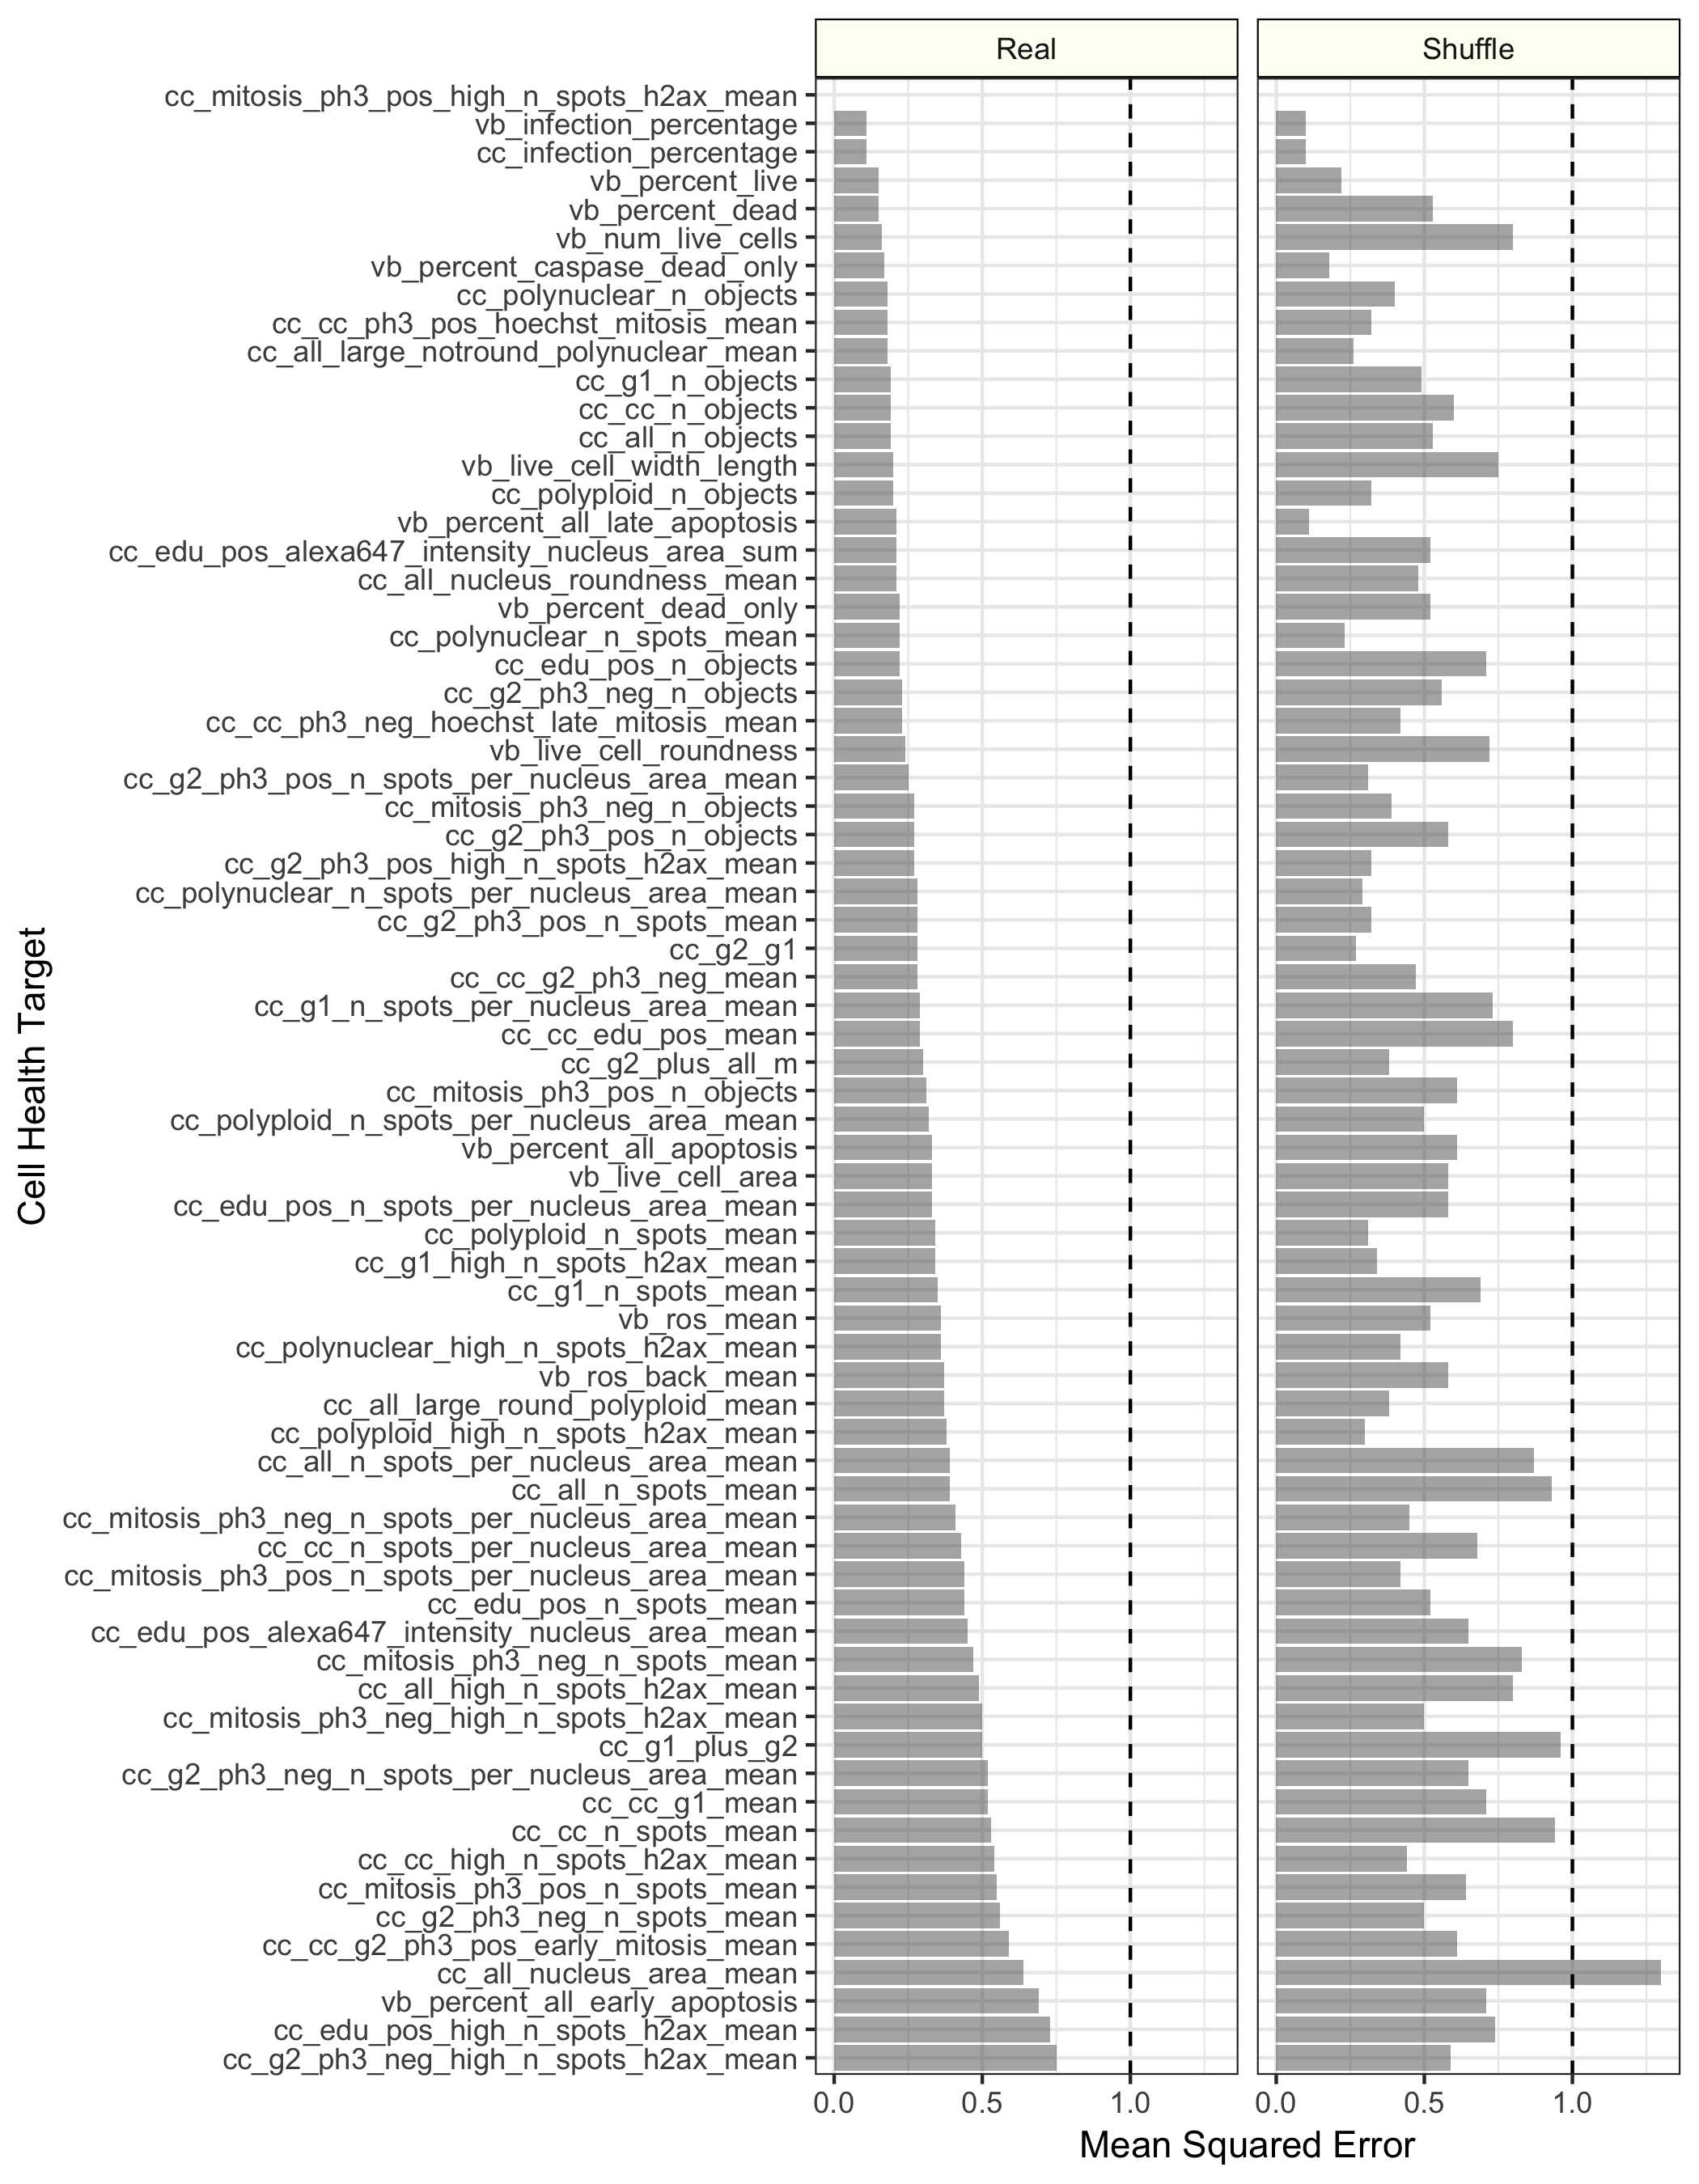 Real
Shuffle
cc_mitosis_ph3_pos_high_n_spots_h2ax_mean
vb_infection_percentage
cc_infection_percentage
vb_percent_live
vb_percent_dead
vb_num_live_cells
vb_percent_caspase_dead_only
cc_polynuclear_n_objects
cc_cc_ph3_pos_hoechst_mitosis_mean
cc_all_large_notround_polynuclear_mean
cc_g1_n_objects
cc_cc_n_objects
cc_all_n_objects
vb_live_cell_width_length
cc_polyploid_n_objects
vb_percent_all_late_apoptosis
cc_edu_pos_alexa647_intensity_nucleus_area_sum
cc_all_nucleus_roundness_mean
vb_percent_dead_only
cc_polynuclear_n_spots_mean
cc_edu_pos_n_objects
cc_g2_ph3_neg_n_objects
cc_cc_ph3_neg_hoechst_late_mitosis_mean
vb_live_cell_roundness
cc_g2_ph3_pos_n_spots_per_nucleus_area_mean
cc_mitosis_ph3_neg_n_objects
cc_g2_ph3_pos_n_objects
cc_g2_ph3_pos_high_n_spots_h2ax_mean
cc_polynuclear_n_spots_per_nucleus_area_mean
cc_g2_ph3_pos_n_spots_mean
cc_g2_g1
cc_cc_g2_ph3_neg_mean
cc_g1_n_spots_per_nucleus_area_mean
cc_cc_edu_pos_mean
cc_g2_plus_all_m
cc_mitosis_ph3_pos_n_objects
cc_polyploid_n_spots_per_nucleus_area_mean
vb_percent_all_apoptosis
vb_live_cell_area
cc_edu_pos_n_spots_per_nucleus_area_mean
cc_polyploid_n_spots_mean
cc_g1_high_n_spots_h2ax_mean
cc_g1_n_spots_mean
vb_ros_mean
cc_polynuclear_high_n_spots_h2ax_mean
vb_ros_back_mean
cc_all_large_round_polyploid_mean
cc_polyploid_high_n_spots_h2ax_mean
cc_all_n_spots_per_nucleus_area_mean
cc_all_n_spots_mean
cc_mitosis_ph3_neg_n_spots_per_nucleus_area_mean
cc_cc_n_spots_per_nucleus_area_mean
cc_mitosis_ph3_pos_n_spots_per_nucleus_area_mean
cc_edu_pos_n_spots_mean
cc_edu_pos_alexa647_intensity_nucleus_area_mean
cc_mitosis_ph3_neg_n_spots_mean
cc_all_high_n_spots_h2ax_mean
cc_mitosis_ph3_neg_high_n_spots_h2ax_mean
cc_g1_plus_g2
cc_g2_ph3_neg_n_spots_per_nucleus_area_mean
cc_cc_g1_mean
cc_cc_n_spots_mean
cc_cc_high_n_spots_h2ax_mean
cc_mitosis_ph3_pos_n_spots_mean
cc_g2_ph3_neg_n_spots_mean
cc_cc_g2_ph3_pos_early_mitosis_mean
cc_all_nucleus_area_mean
vb_percent_all_early_apoptosis
cc_edu_pos_high_n_spots_h2ax_mean
cc_g2_ph3_neg_high_n_spots_h2ax_mean
Cell Health Target
0.0 0.5 1.0
0.0 0.5 1.0
Mean Squared Error